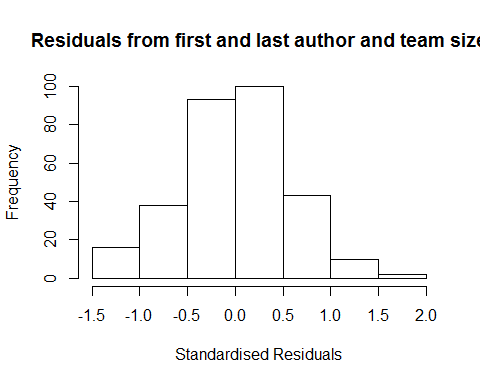 Residuals from first and last author and team size
Frequency
100
80
60
40
20
0
-1.5 -1.0 -0.5 0.0 0.5 1.0 1.5 2.0
Standardised Residuals